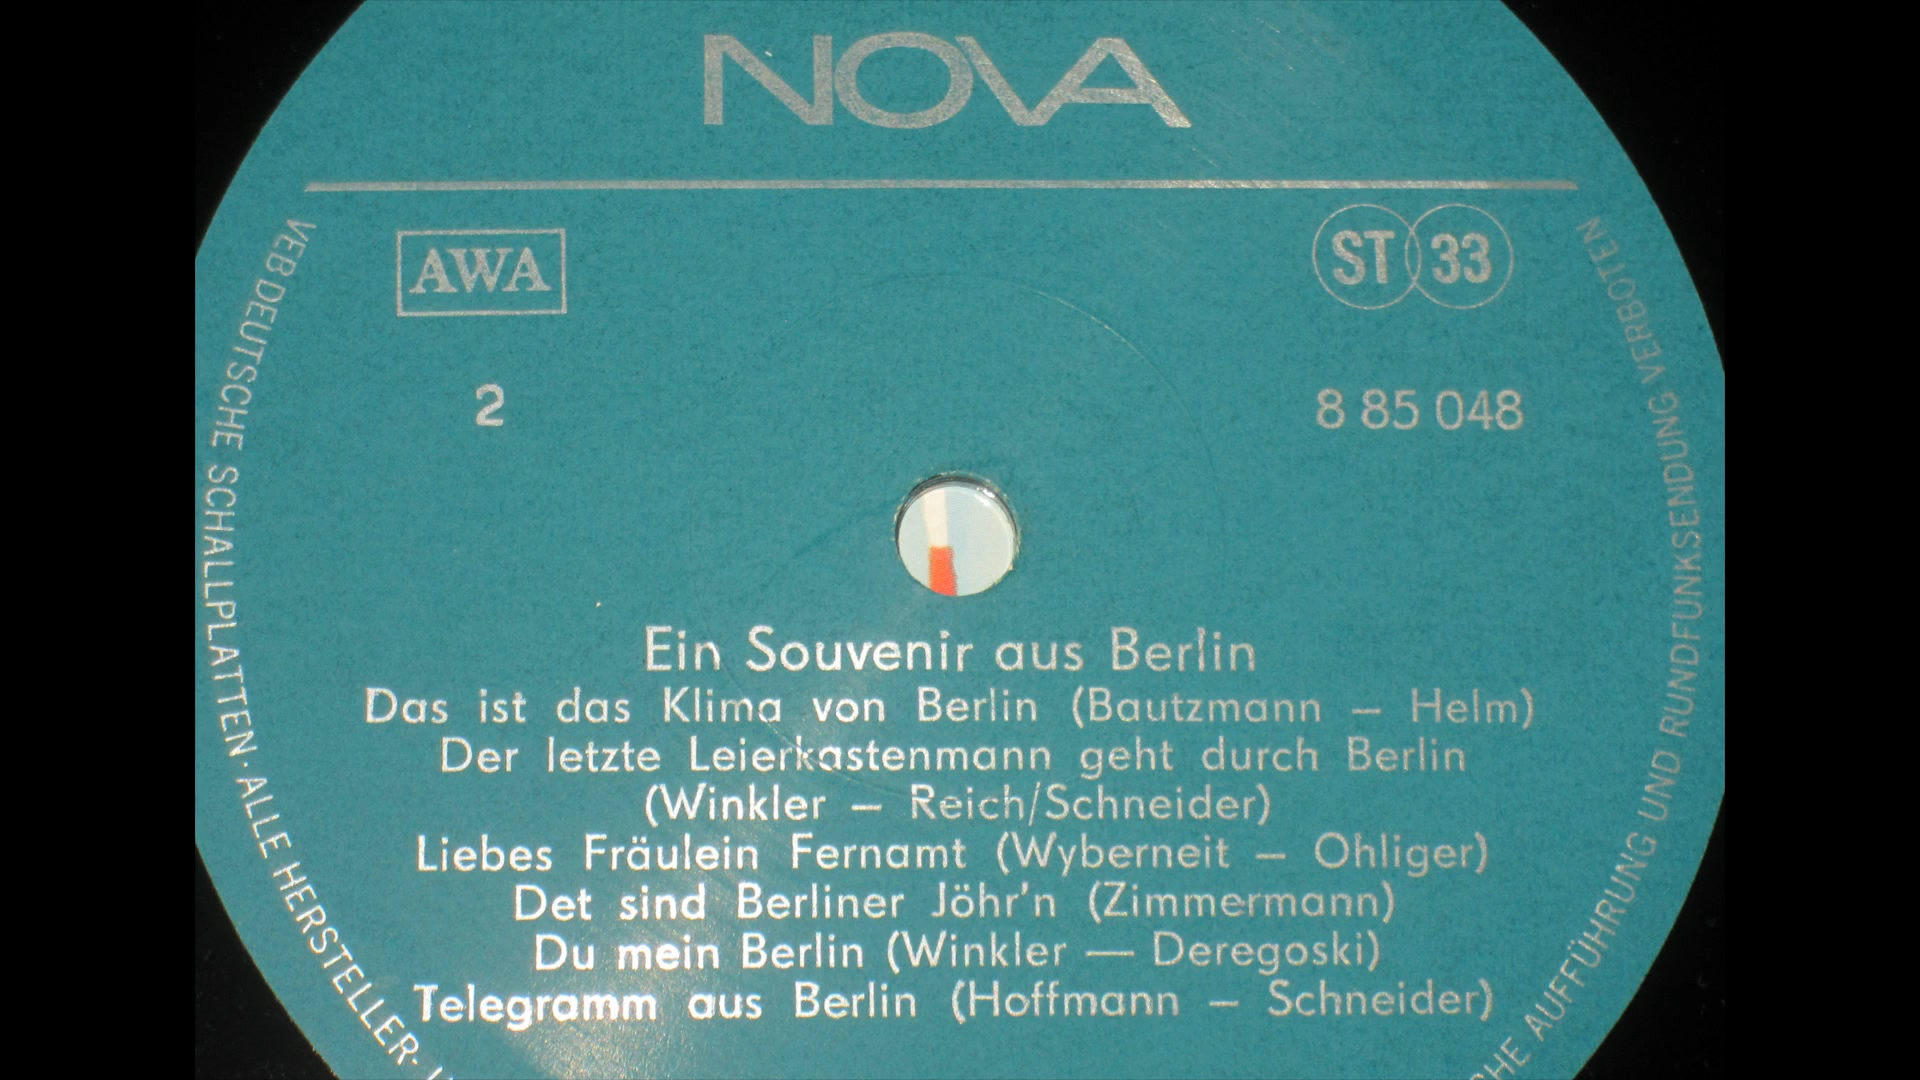 NOVA
AWA
ST 33
2
8 85 048
Ein Souvenir aus Berlin
Das ist das Klima von Berlin (Bautzmann – Helm)
Der letzte Leierkastenmann geht durch Berlin
(Winkler – Reich/Schneider)
Liebes Fräulein Fernamt (Wyberneit – Ohliger)
Det sind Berliner Jöhr'n (Zimmermann)
Du mein Berlin (Winkler — Deregoski)
Telegramm aus Berlin (Hoffmann – Schneider)
VEB DEUTSCHE SCHALLPLATTEN · ALLE HERSTELLER-
AUFFÜHRUNG UND RUNDFUNKSENDUNG VERBOTEN